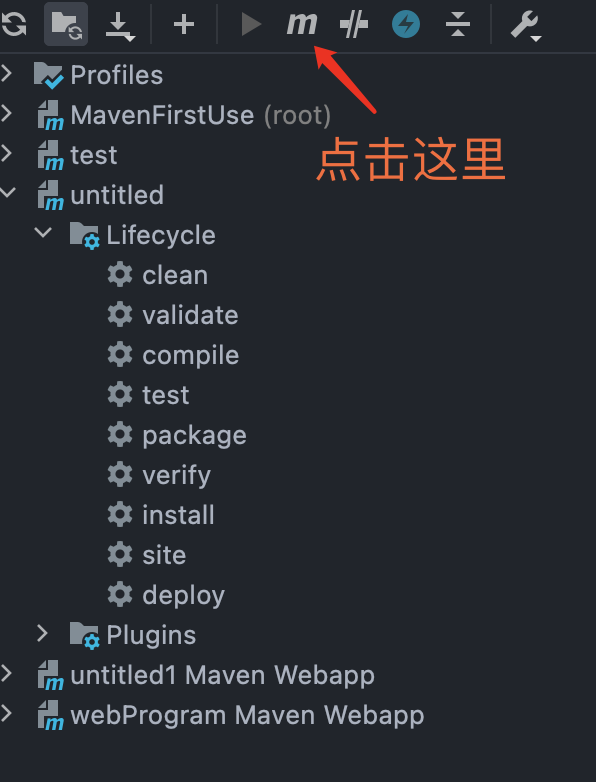 m
Profiles
MavenFirstUse (root)
点击这里
test
untitled
Lifecycle
clean
validate
compile
test
package
verify
install
site
deploy
Plugins
untitled1 Maven Webapp
webProgram Maven Webapp